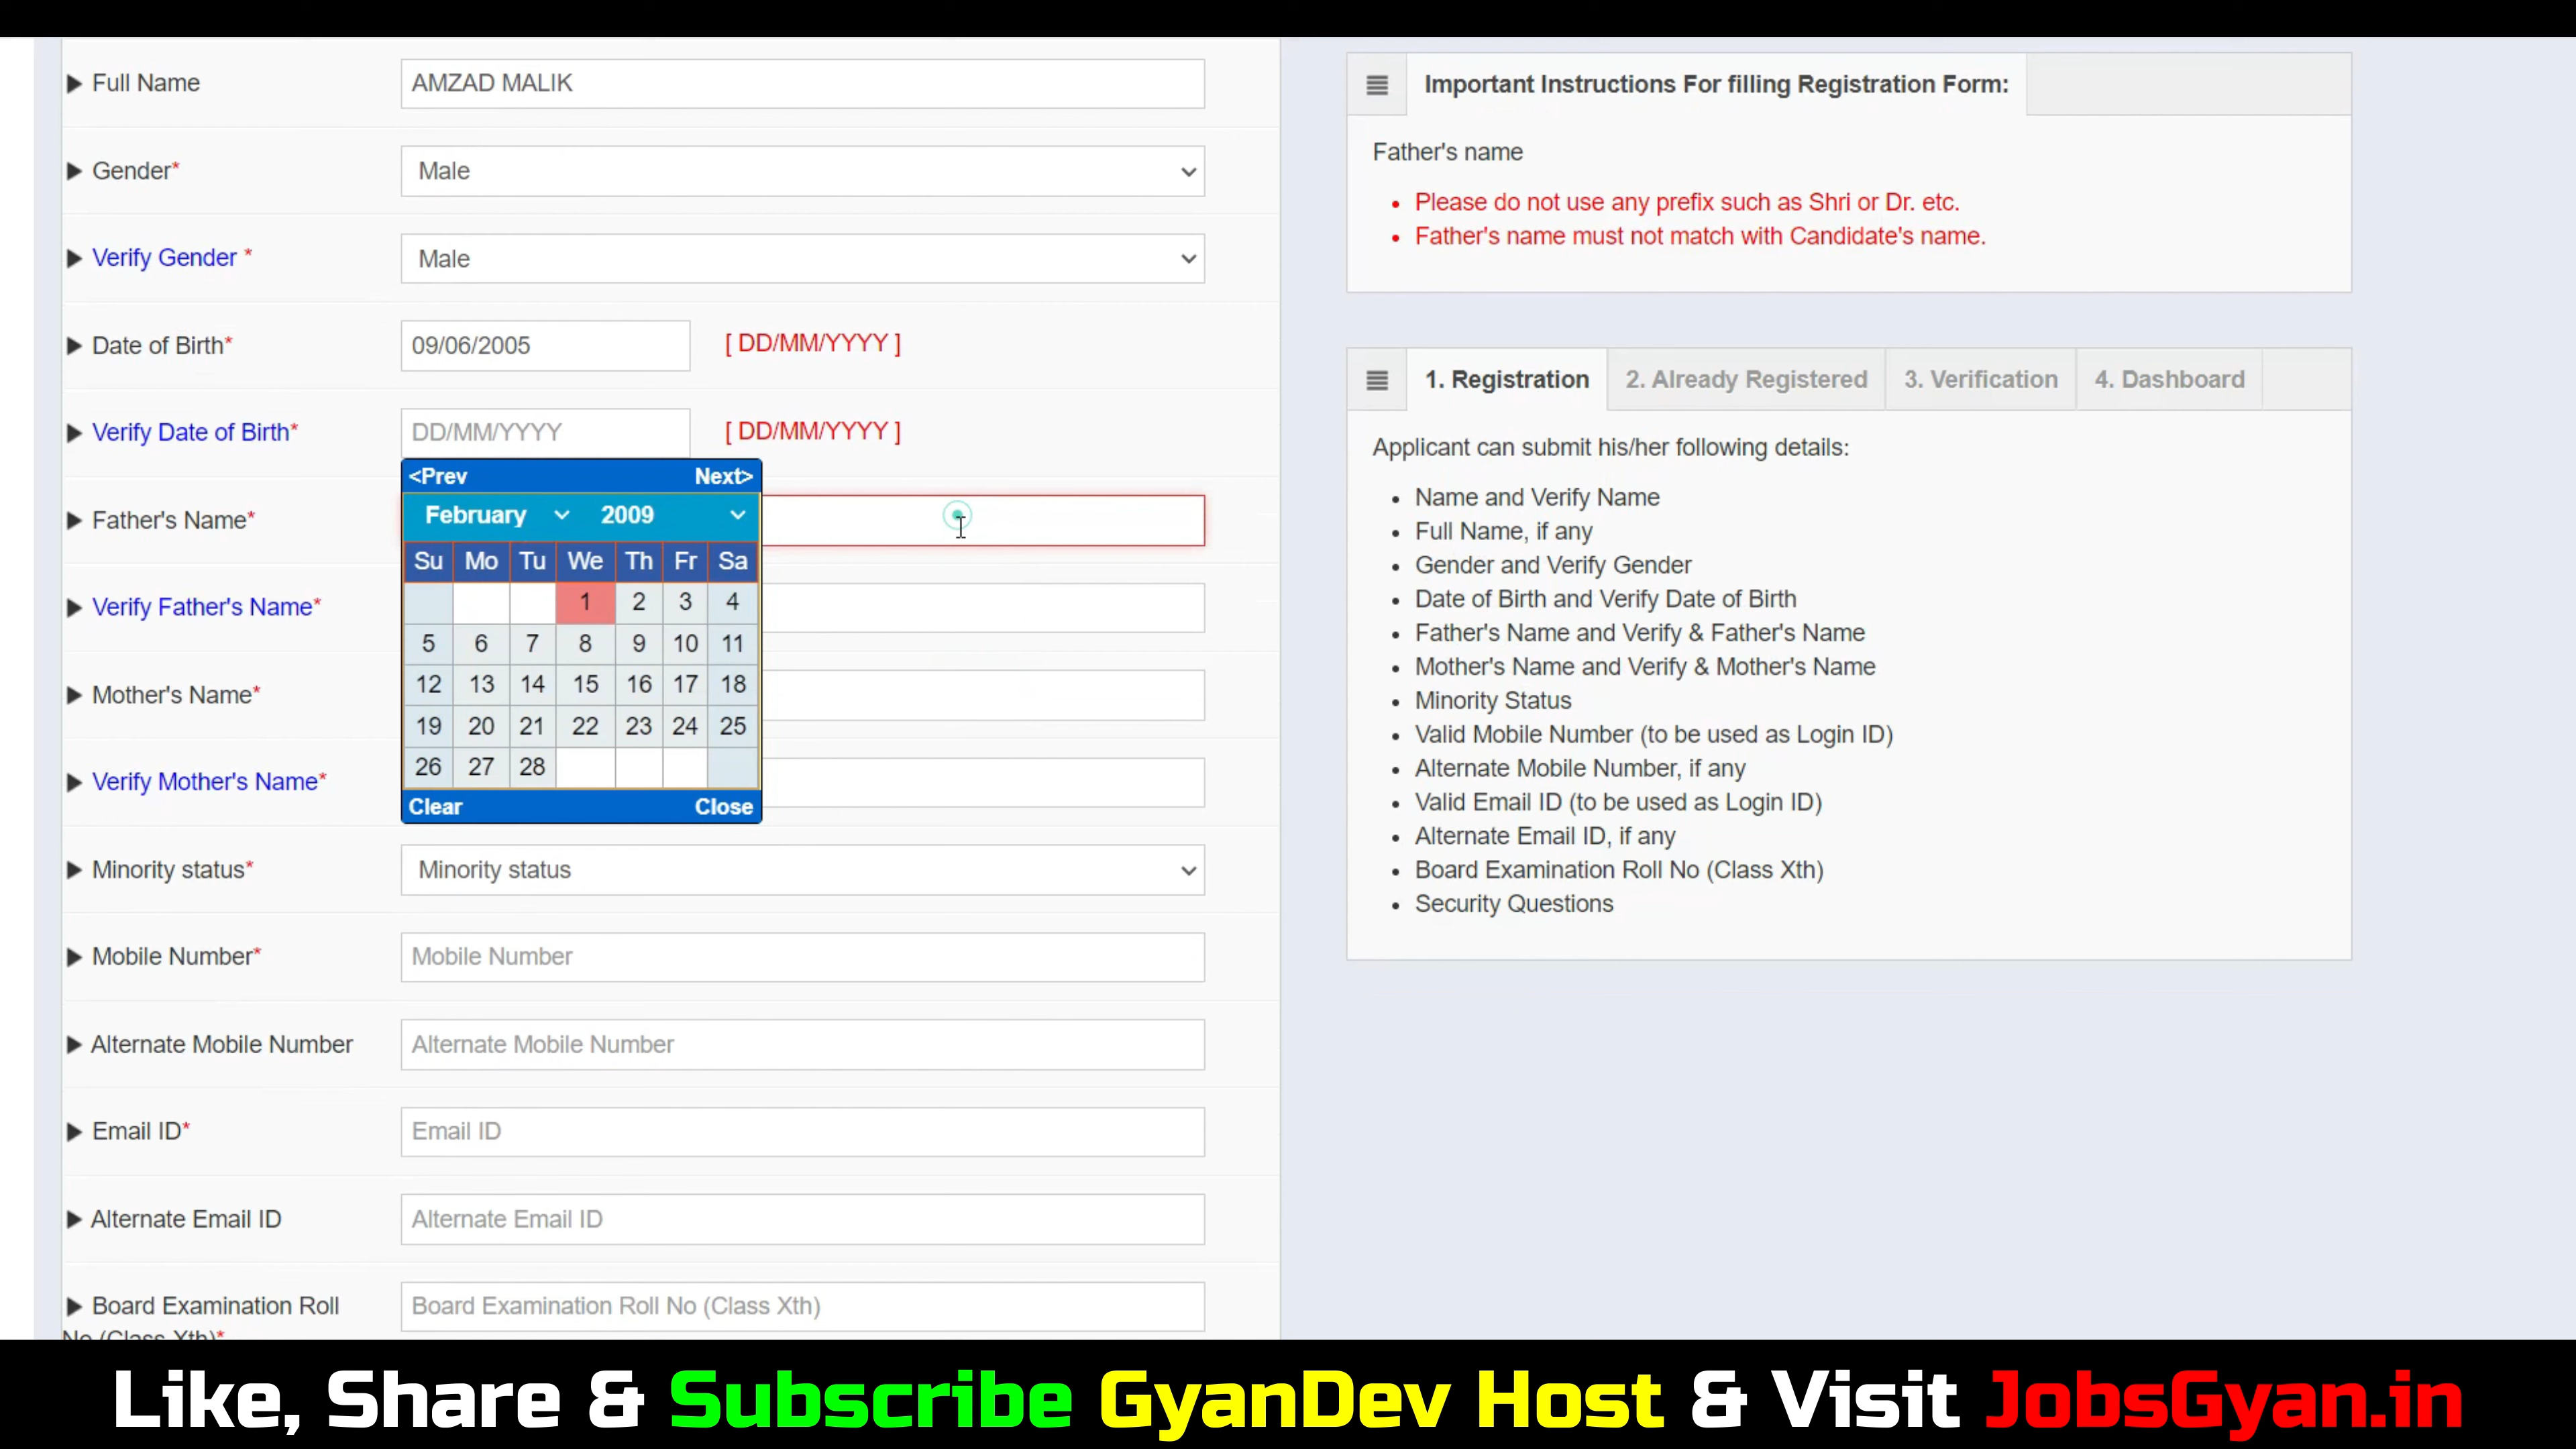 Full Name
AMZAD MALIK
Gender*
Male
Verify Gender *
Male
Date of Birth*
09/06/2005
[ DD/MM/YYYY ]
Verify Date of Birth*
DD/MM/YYYY
[ DD/MM/YYYY ]
<Prev Next>
February 2009
Su Mo Tu We Th Fr Sa
1 2 3 4
5 6 7 8 9 10 11
12 13 14 15 16 17 18
19 20 21 22 23 24 25
26 27 28
Clear Close
Father's Name*
Verify Father's Name*
Mother's Name*
Verify Mother's Name*
Minority status*
Minority status
Mobile Number*
Mobile Number
Alternate Mobile Number
Alternate Mobile Number
Email ID*
Email ID
Alternate Email ID
Alternate Email ID
Board Examination Roll
No (Class Xth)*
Board Examination Roll No (Class Xth)
Important Instructions For filling Registration Form:
Father's name
• Please do not use any prefix such as Shri or Dr. etc.
• Father's name must not match with Candidate's name.
1. Registration 2. Already Registered 3. Verification 4. Dashboard
Applicant can submit his/her following details:
• Name and Verify Name
• Full Name, if any
• Gender and Verify Gender
• Date of Birth and Verify Date of Birth
• Father's Name and Verify & Father's Name
• Mother's Name and Verify & Mother's Name
• Minority Status
• Valid Mobile Number (to be used as Login ID)
• Alternate Mobile Number, if any
• Valid Email ID (to be used as Login ID)
• Alternate Email ID, if any
• Board Examination Roll No (Class Xth)
• Security Questions
Like, Share & Subscribe GyanDev Host & Visit JobsGyan.in